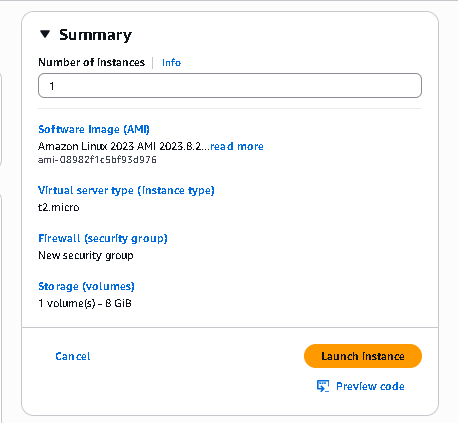 Summary
Number of instances | Info
1
Software Image (AMI)
Amazon Linux 2023 AMI 2023.8.2...read more
ami-08982f1c5bf93d976
Virtual server type (instance type)
t2.micro
Firewall (security group)
New security group
Storage (volumes)
1 volume(s) - 8 GiB
Cancel
Launch instance
Preview code